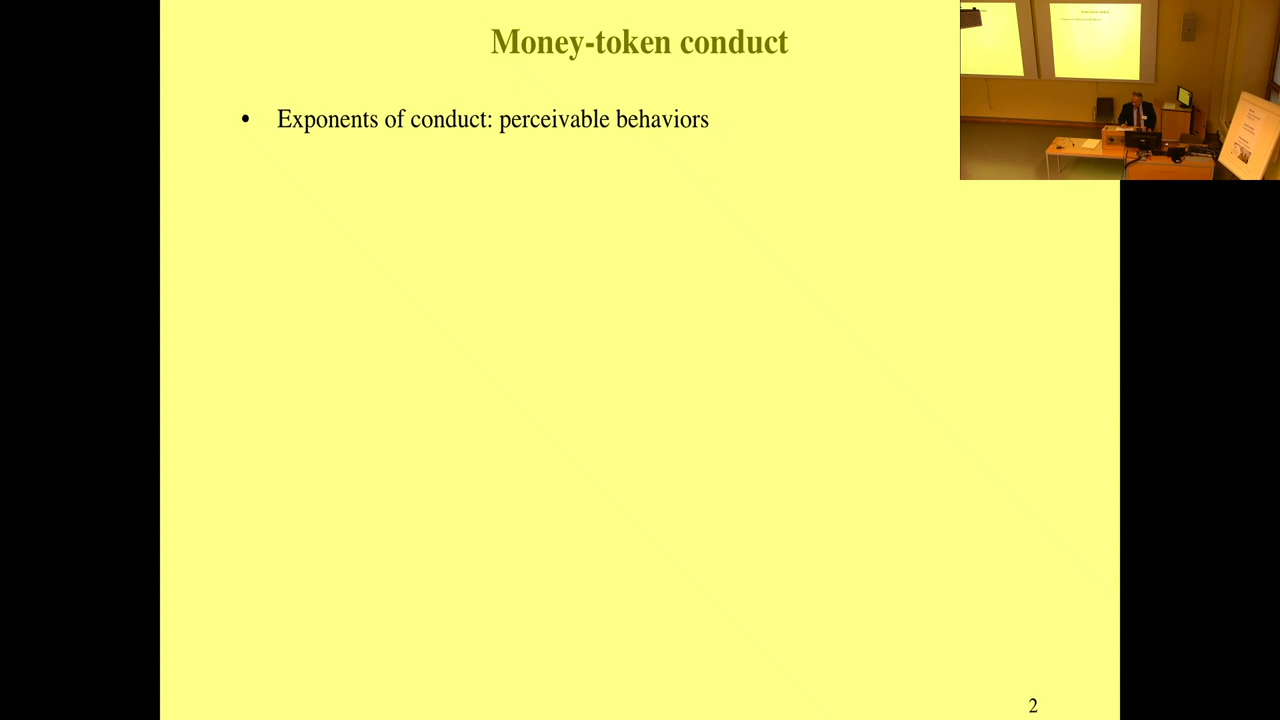 Money-token conduct
• Exponents of conduct: perceivable behaviors
2